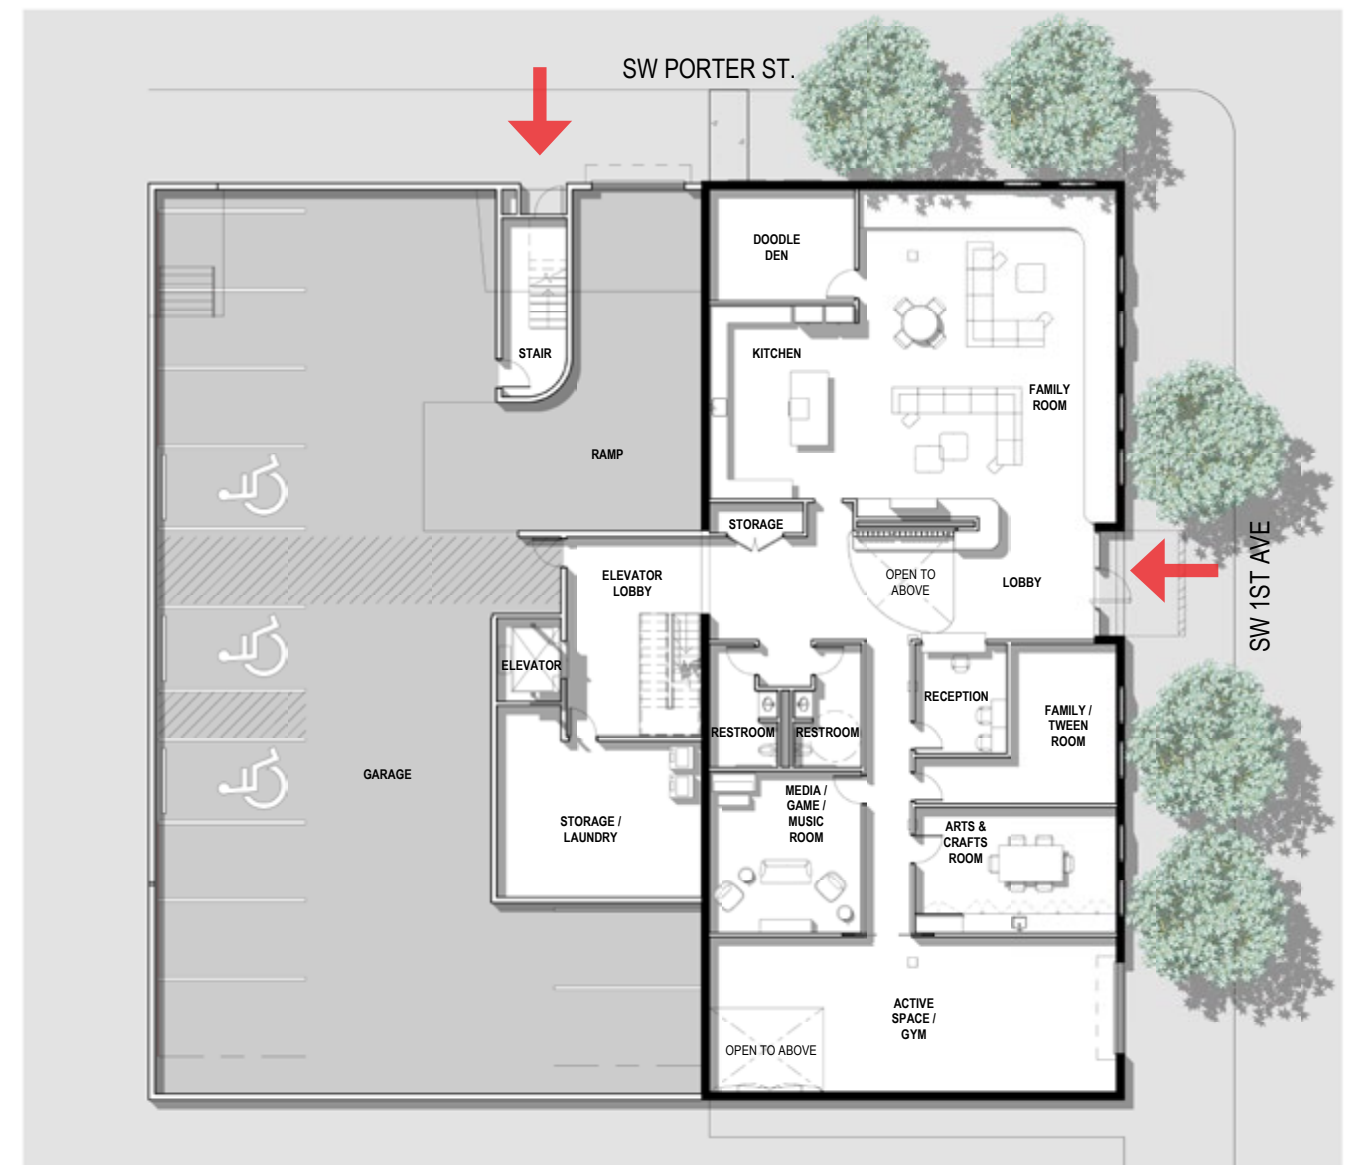 SW PORTER ST.
DOODLE
DEN
STAIR
KITCHEN
FAMILY
ROOM
RAMP
STORAGE
ELEVATOR
LOBBY
OPEN TO
ABOVE
LOBBY
SW 1ST AVE
ELEVATOR
RECEPTION
FAMILY /
TWEEN
ROOM
RESTROOM
RESTROOM
GARAGE
MEDIA /
GAME /
MUSIC
ROOM
STORAGE /
LAUNDRY
ARTS &
CRAFTS
ROOM
ACTIVE
SPACE /
GYM
OPEN TO ABOVE